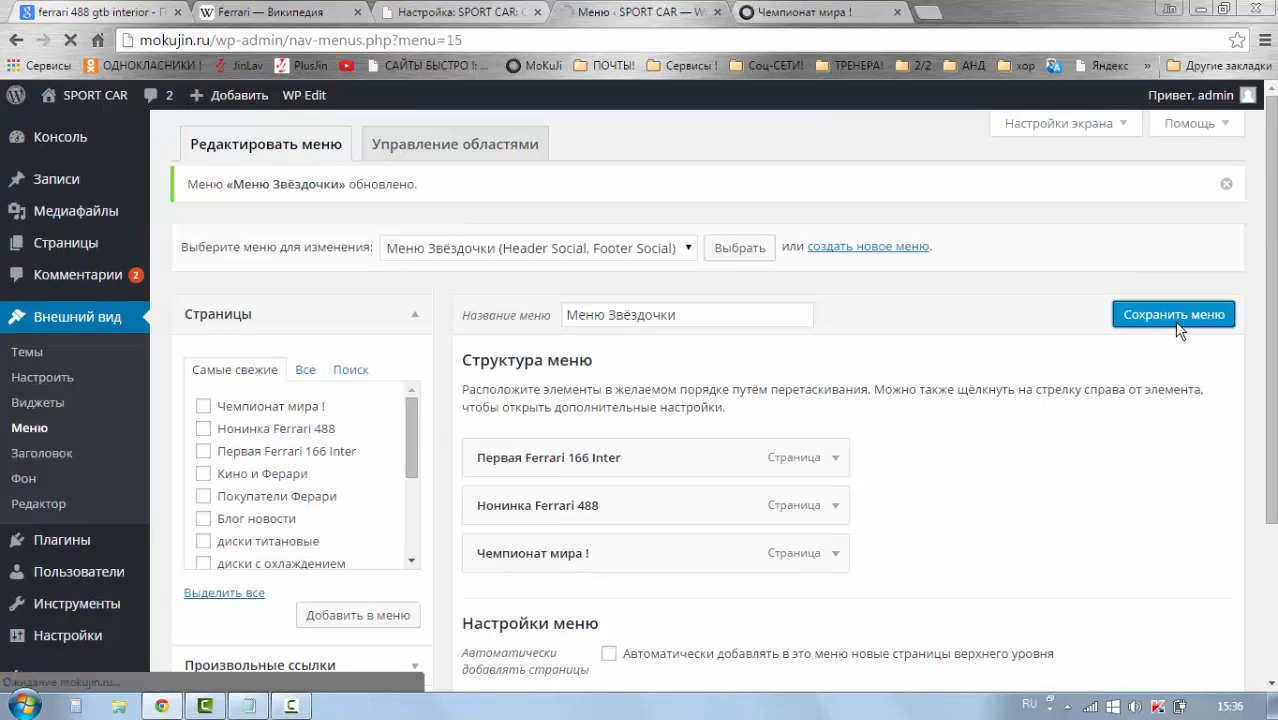 ferrari 488 gtb interior - П
Ferrari — Википедия
Настройка: SPORT CAR: С
Меню ‹ SPORT CAR — W
Чемпионат мира !
mokujin.ru/wp-admin/nav-menus.php?menu=15
Сервисы
ОДНОКЛАСНИКИ !
JinLav
PlusJin
САЙТЫ БЫСТРО !:...
MoKuJi
ПОЧТЫ!
Сервисы !
Соц-СЕТИ!
ТРЕНЕРА!
2/2
АНД
хор
Яндекс
»
Другие закладки
SPORT CAR
2
Добавить
WP Edit
Привет, admin
Консоль
Записи
Медиафайлы
Страницы
Комментарии 2
Внешний вид
Темы
Настроить
Виджеты
Меню
Заголовок
Фон
Редактор
Плагины
Пользователи
Инструменты
Настройки
Ожидание mokujin.ru...
Настройки экрана
Помощь
Редактировать меню
Управление областями
Меню «Меню Звёздочки» обновлено.
Выберите меню для изменения:
Меню Звёздочки (Header Social, Footer Social)
Выбрать
или создать новое меню.
Страницы
Самые свежие
Все
Поиск
Чемпионат мира !
Нонинка Ferrari 488
Первая Ferrari 166 Inter
Кино и Ферари
Покупатели Ферари
Блог новости
диски титановые
диски с охлаждением
Выделить все
Добавить в меню
Произвольные ссылки
Название меню
Меню Звёздочки
Сохранить меню
Структура меню
Расположите элементы в желаемом порядке путём перетаскивания. Можно также щёлкнуть на стрелку справа от элемента,
чтобы открыть дополнительные настройки.
Первая Ferrari 166 Inter
Страница
Нонинка Ferrari 488
Страница
Чемпионат мира !
Страница
Настройки меню
Автоматически
добавлять страницы
Автоматически добавлять в это меню новые страницы верхнего уровня
RU
15:36